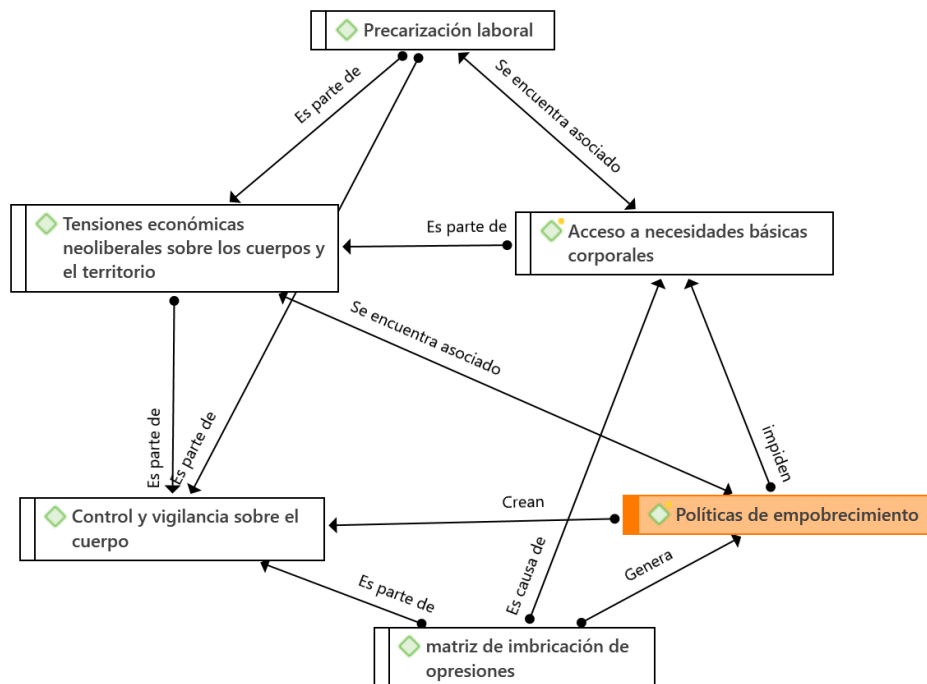 Precarización laboral
Es parte de
Se encuentra asociado
Tensiones económicas
neoliberales sobre los cuerpos y
el territorio
Es parte de
Acceso a necesidades básicas
corporales
Se encuentra asociado
Es parte de
Es parte de
impiden
Control y vigilancia sobre el
cuerpo
Crean
Políticas de empobrecimiento
Es parte de
Es causa de
Genera
matriz de imbricación de
opresiones